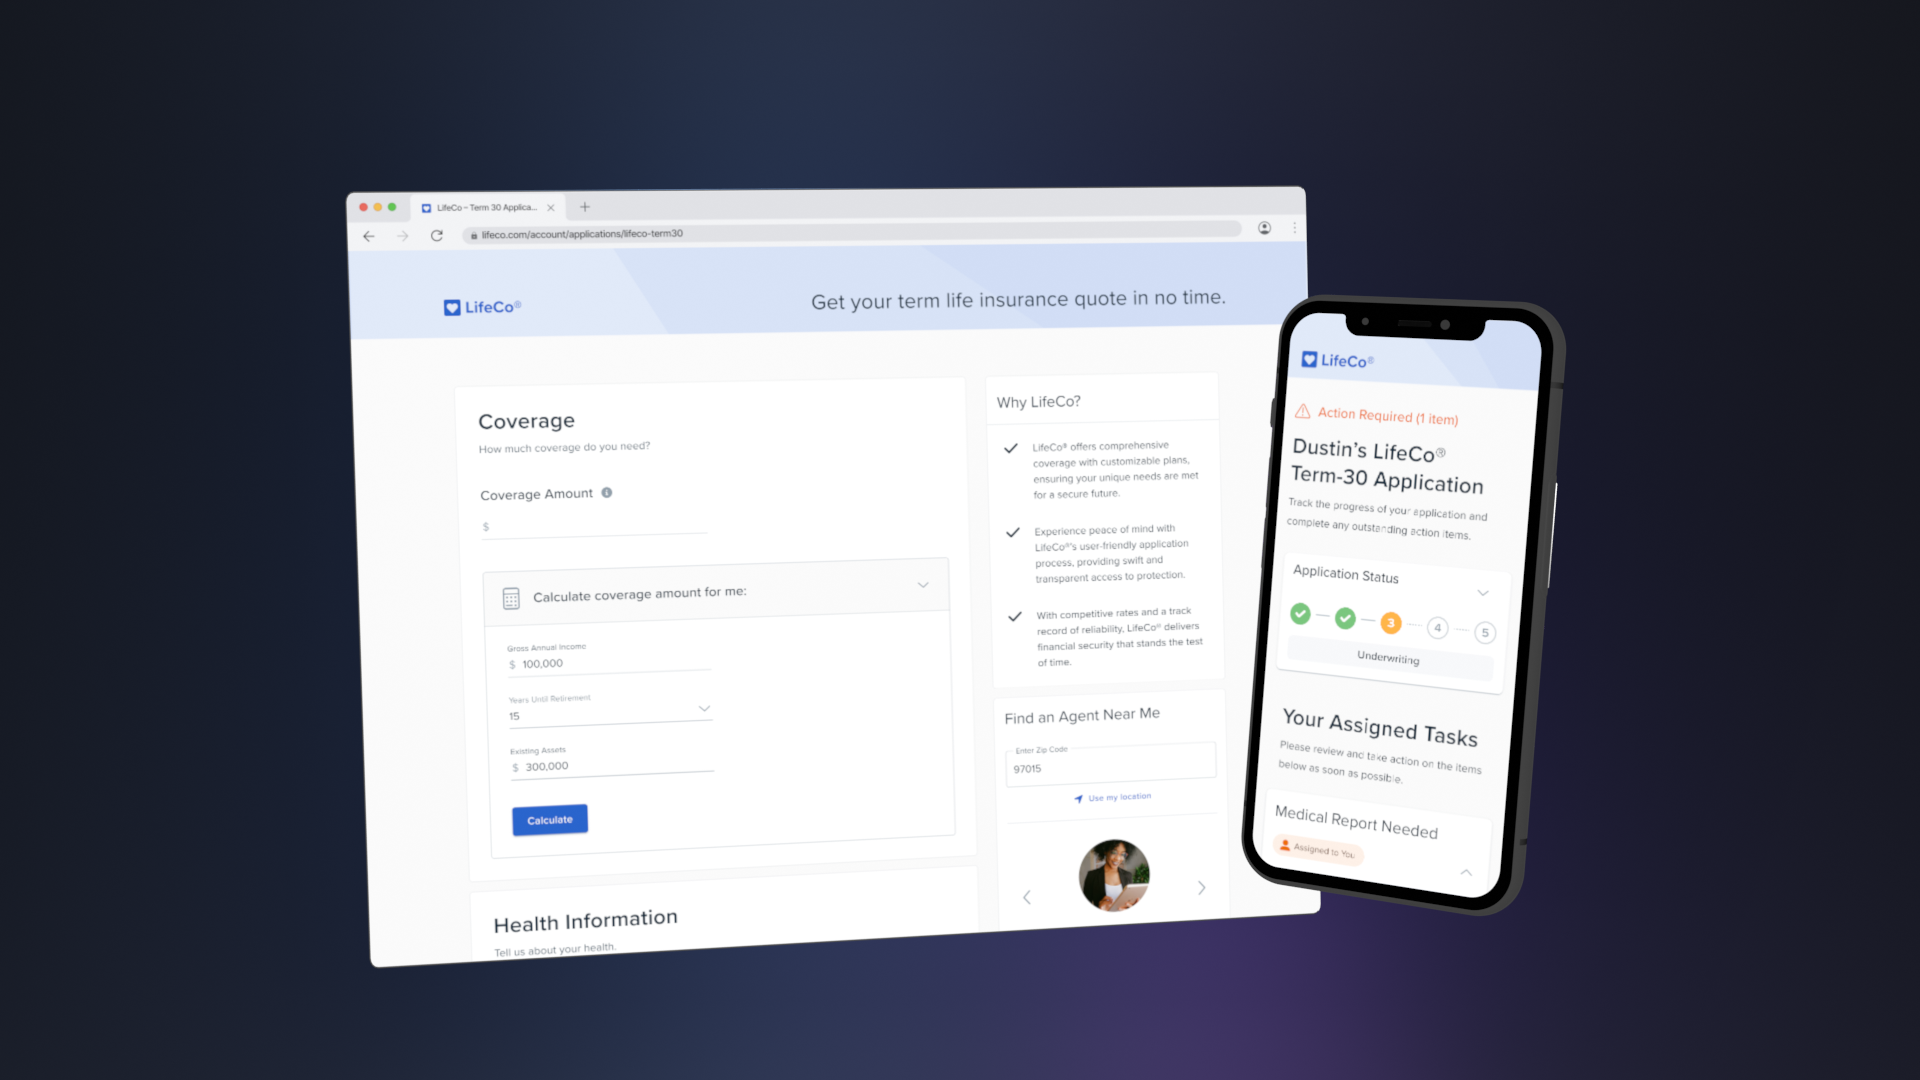 LifeCo – Term 30 Applica...
lifeco.com/account/applications/lifeco-term30
LifeCo®
Get your term life insurance quote in no time.
Coverage
How much coverage do you need?
Coverage Amount
$
Calculate coverage amount for me:
Gross Annual Income
$ 100,000
Years Until Retirement
15
Existing Assets
$ 300,000
Calculate
Health Information
Tell us about your health.
Why LifeCo?
LifeCo® offers comprehensive
coverage with customizable plans,
ensuring your unique needs are met
for a secure future.
Experience peace of mind with
LifeCo®'s user-friendly application
process, providing swift and
transparent access to protection.
With competitive rates and a track
record of reliability, LifeCo® delivers
financial security that stands the test
of time.
Find an Agent Near Me
Enter Zip Code
97015
Use my location
LifeCo®
Action Required (1 item)
Dustin's LifeCo®
Term-30 Application
Track the progress of your application and
complete any outstanding action items.
Application Status
3 4 5
Underwriting
Your Assigned Tasks
Please review and take action on the items
below as soon as possible.
Medical Report Needed
Assigned to You